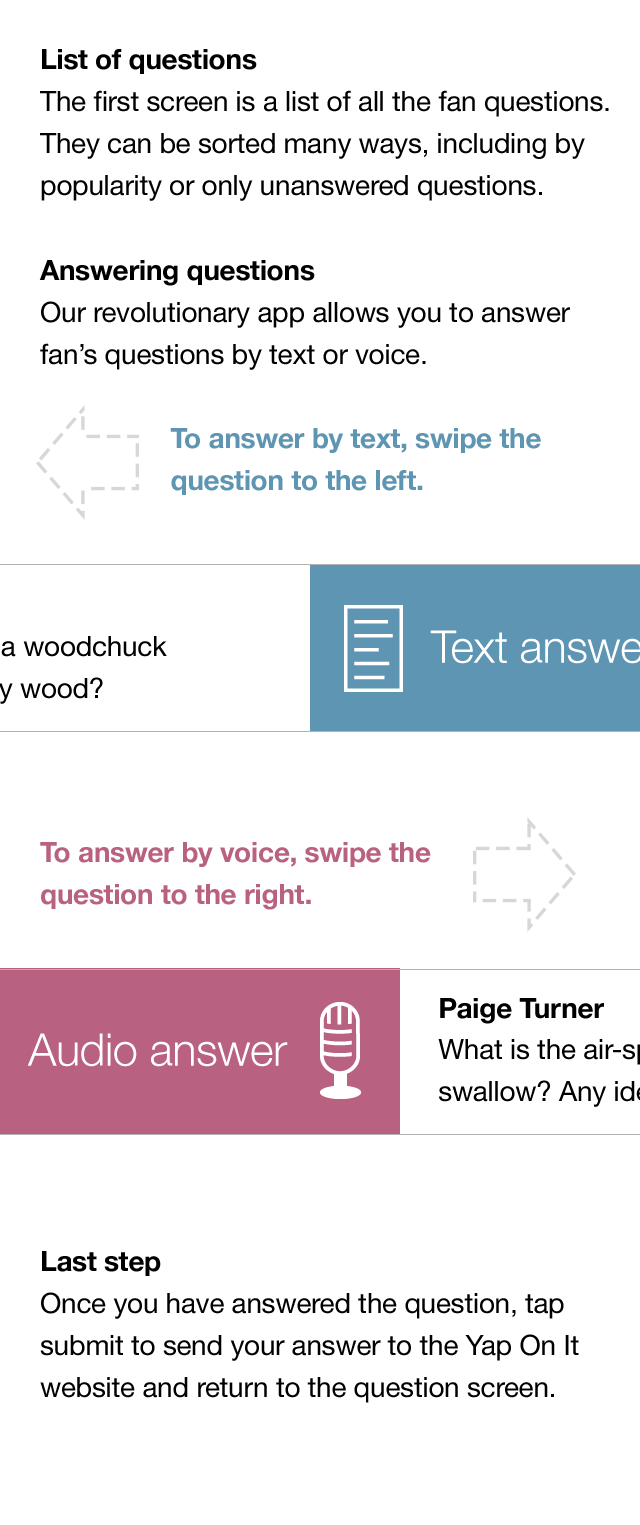 List of questions
The first screen is a list of all the fan questions.
They can be sorted many ways, including by
popularity or only unanswered questions.
Answering questions
Our revolutionary app allows you to answer
fan’s questions by text or voice.
To answer by text, swipe the
question to the left.
a woodchuck
y wood?
Text answe
To answer by voice, swipe the
question to the right.
Audio answer
Paige Turner
What is the air-sp
swallow? Any ide
Last step
Once you have answered the question, tap
submit to send your answer to the Yap On It
website and return to the question screen.